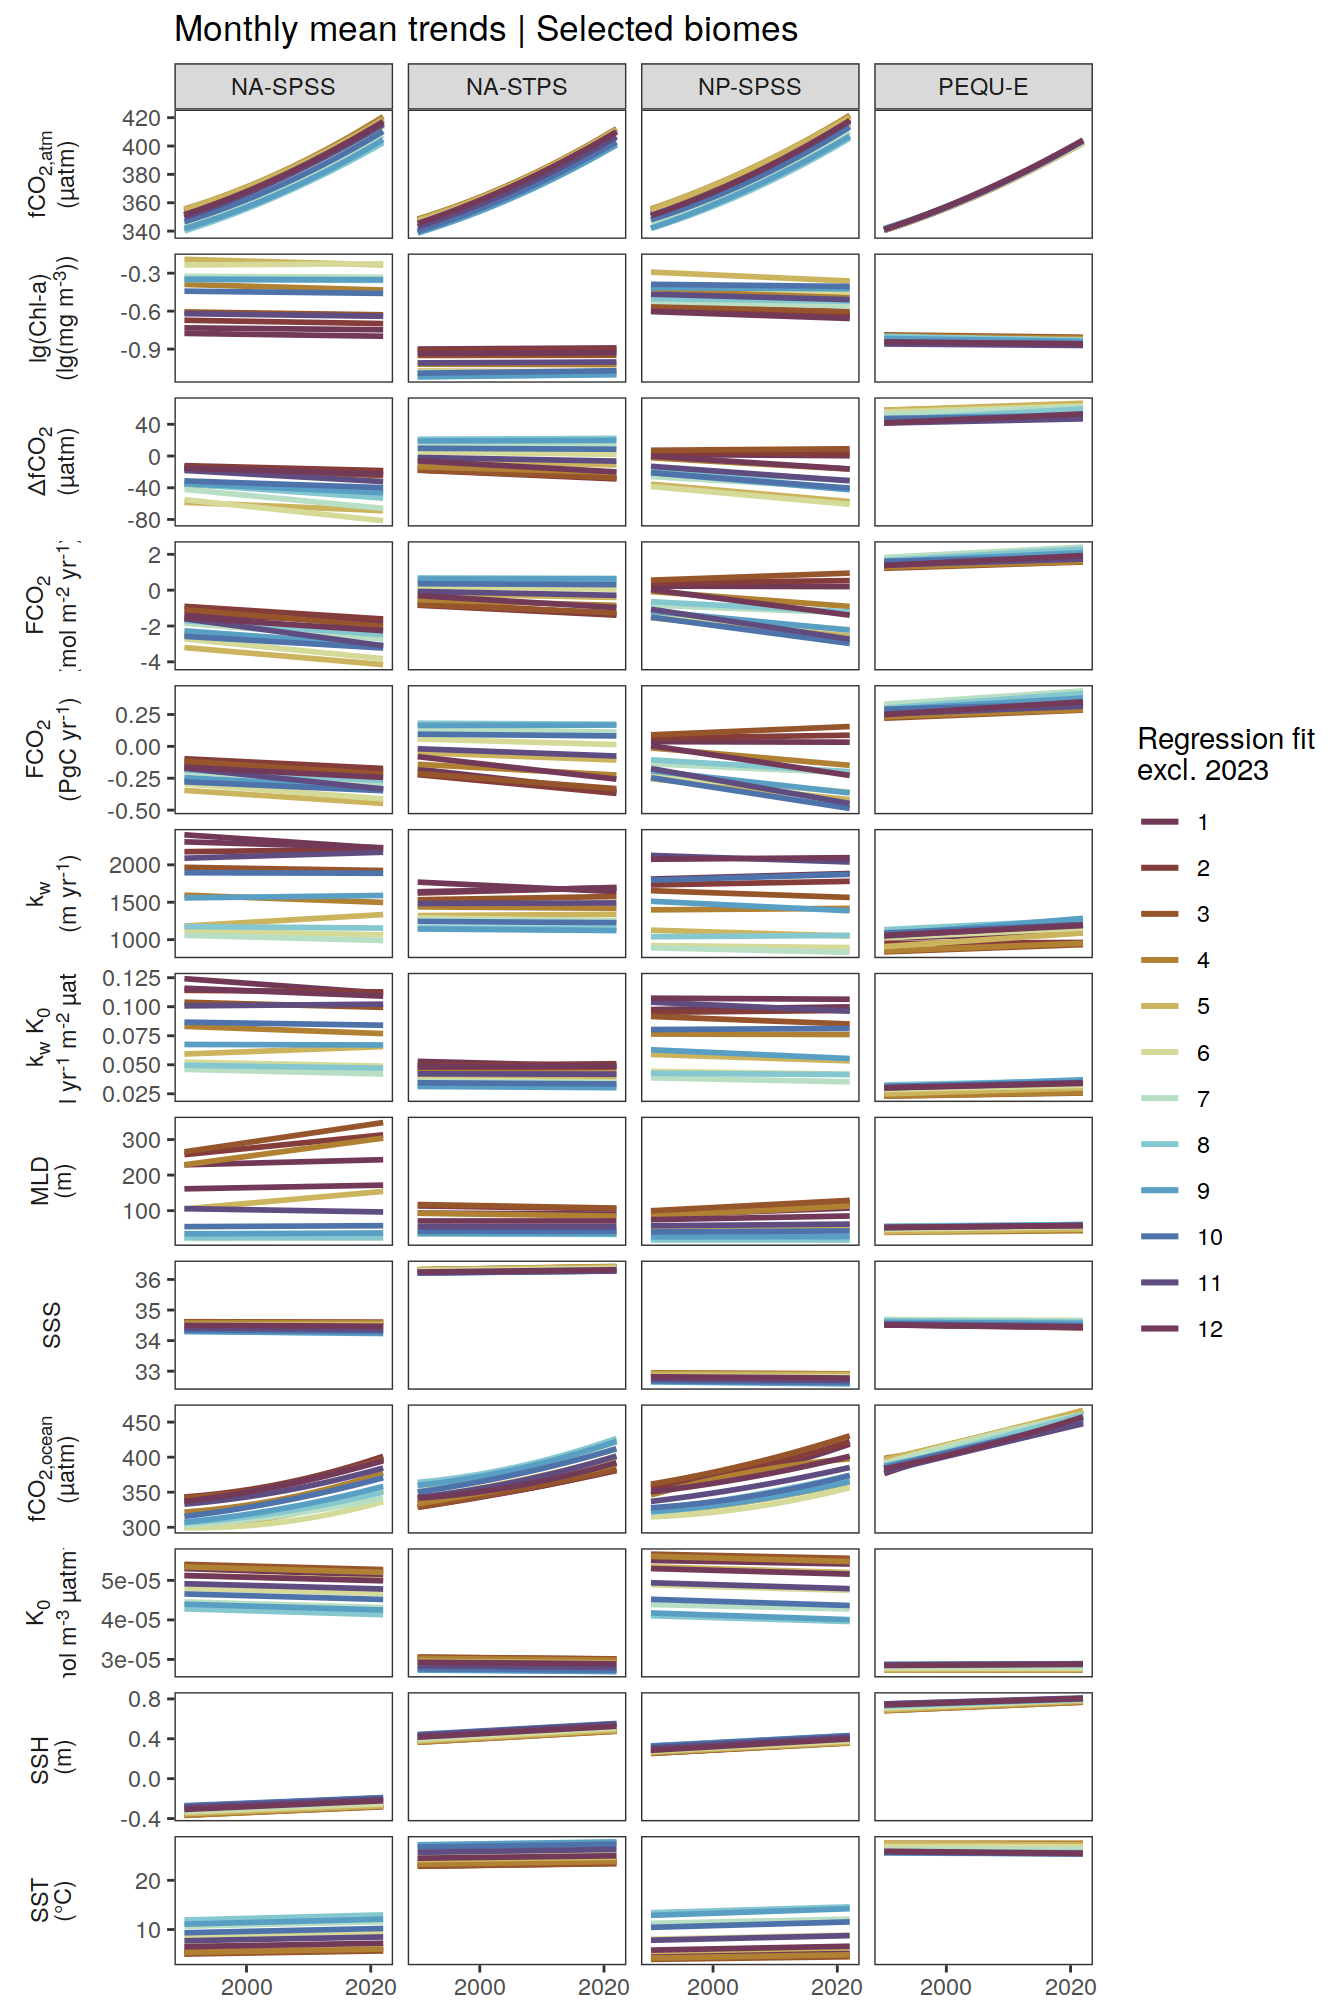 Monthly mean trends | Selected biomes
NA-SPSS NA-STPS NP-SPSS PEQU-E
fCO2,atm
(µatm)
420
400
380
360
340
lg(Chl-a)
(lg(mg m-3))
-0.3
-0.6
-0.9
ΔfCO2
(µatm)
40
0
-40
-80
FCO2
(mol m-2 yr-1)
2
0
-2
-4
FCO2
(PgC yr-1)
0.25
0.00
-0.25
-0.50
kw
(m yr-1)
2000
1500
1000
kw K0
l yr-1 m-2 µat
0.125
0.100
0.075
0.050
0.025
MLD
(m)
300
200
100
SSS
36
35
34
33
fCO2,ocean
(µatm)
450
400
350
300
K0
nol m-3 µatm-
5e-05
4e-05
3e-05
SSH
(m)
0.8
0.4
0.0
-0.4
SST
(°C)
20
10
2000 2020 2000 2020 2000 2020 2000 2020
Regression fit
excl. 2023
1
2
3
4
5
6
7
8
9
10
11
12